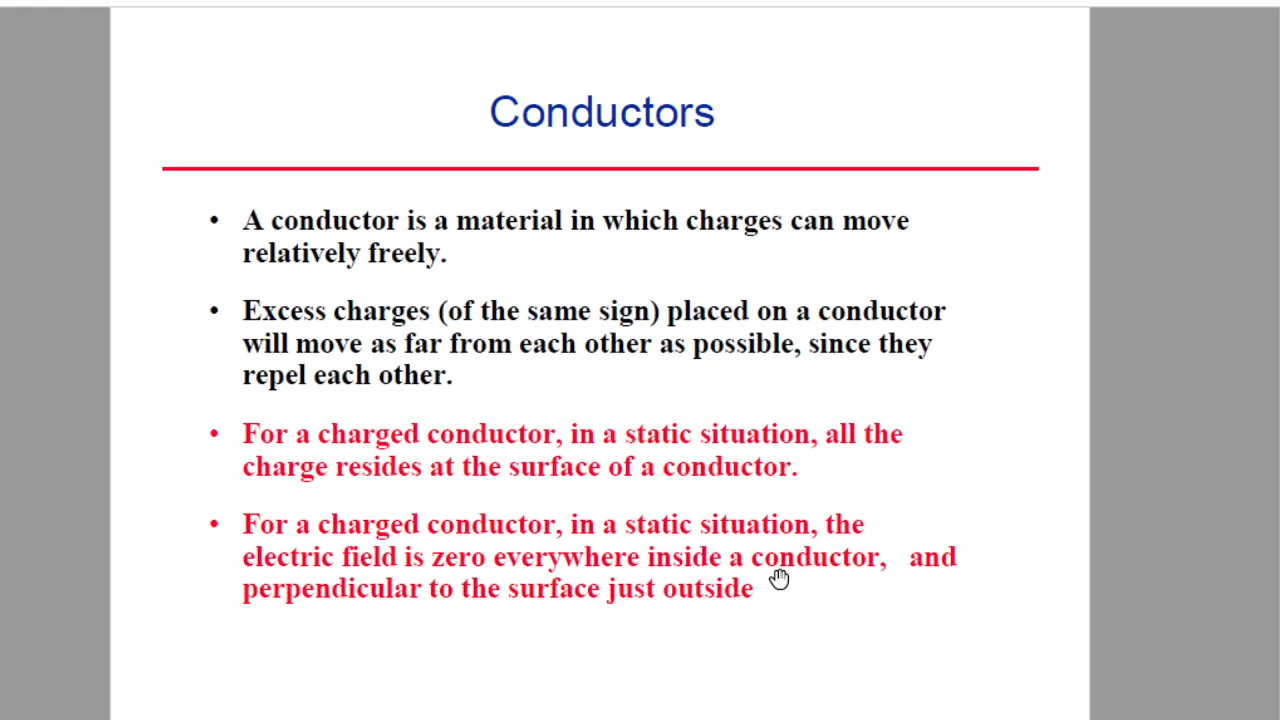 Conductors
• A conductor is a material in which charges can move
relatively freely.
• Excess charges (of the same sign) placed on a conductor
will move as far from each other as possible, since they
repel each other.
• For a charged conductor, in a static situation, all the
charge resides at the surface of a conductor.
• For a charged conductor, in a static situation, the
electric field is zero everywhere inside a conductor, and
perpendicular to the surface just outside